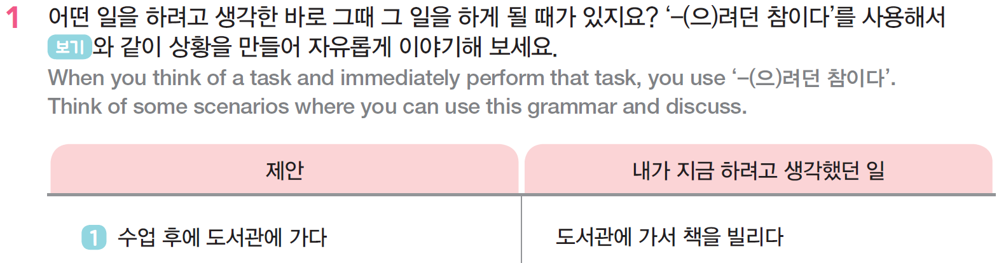 1 어떤 일을 하려고 생각한 바로 그때 그 일을 하게 될 때가 있지요? ‘–(으)려던 참이다’를 사용해서
보기와 같이 상황을 만들어 자유롭게 이야기해 보세요.
When you think of a task and immediately perform that task, you use ‘–(으)려던 참이다’.
Think of some scenarios where you can use this grammar and discuss.
제안 내가 지금 하려고 생각했던 일
1 수업 후에 도서관에 가다 도서관에 가서 책을 빌리다